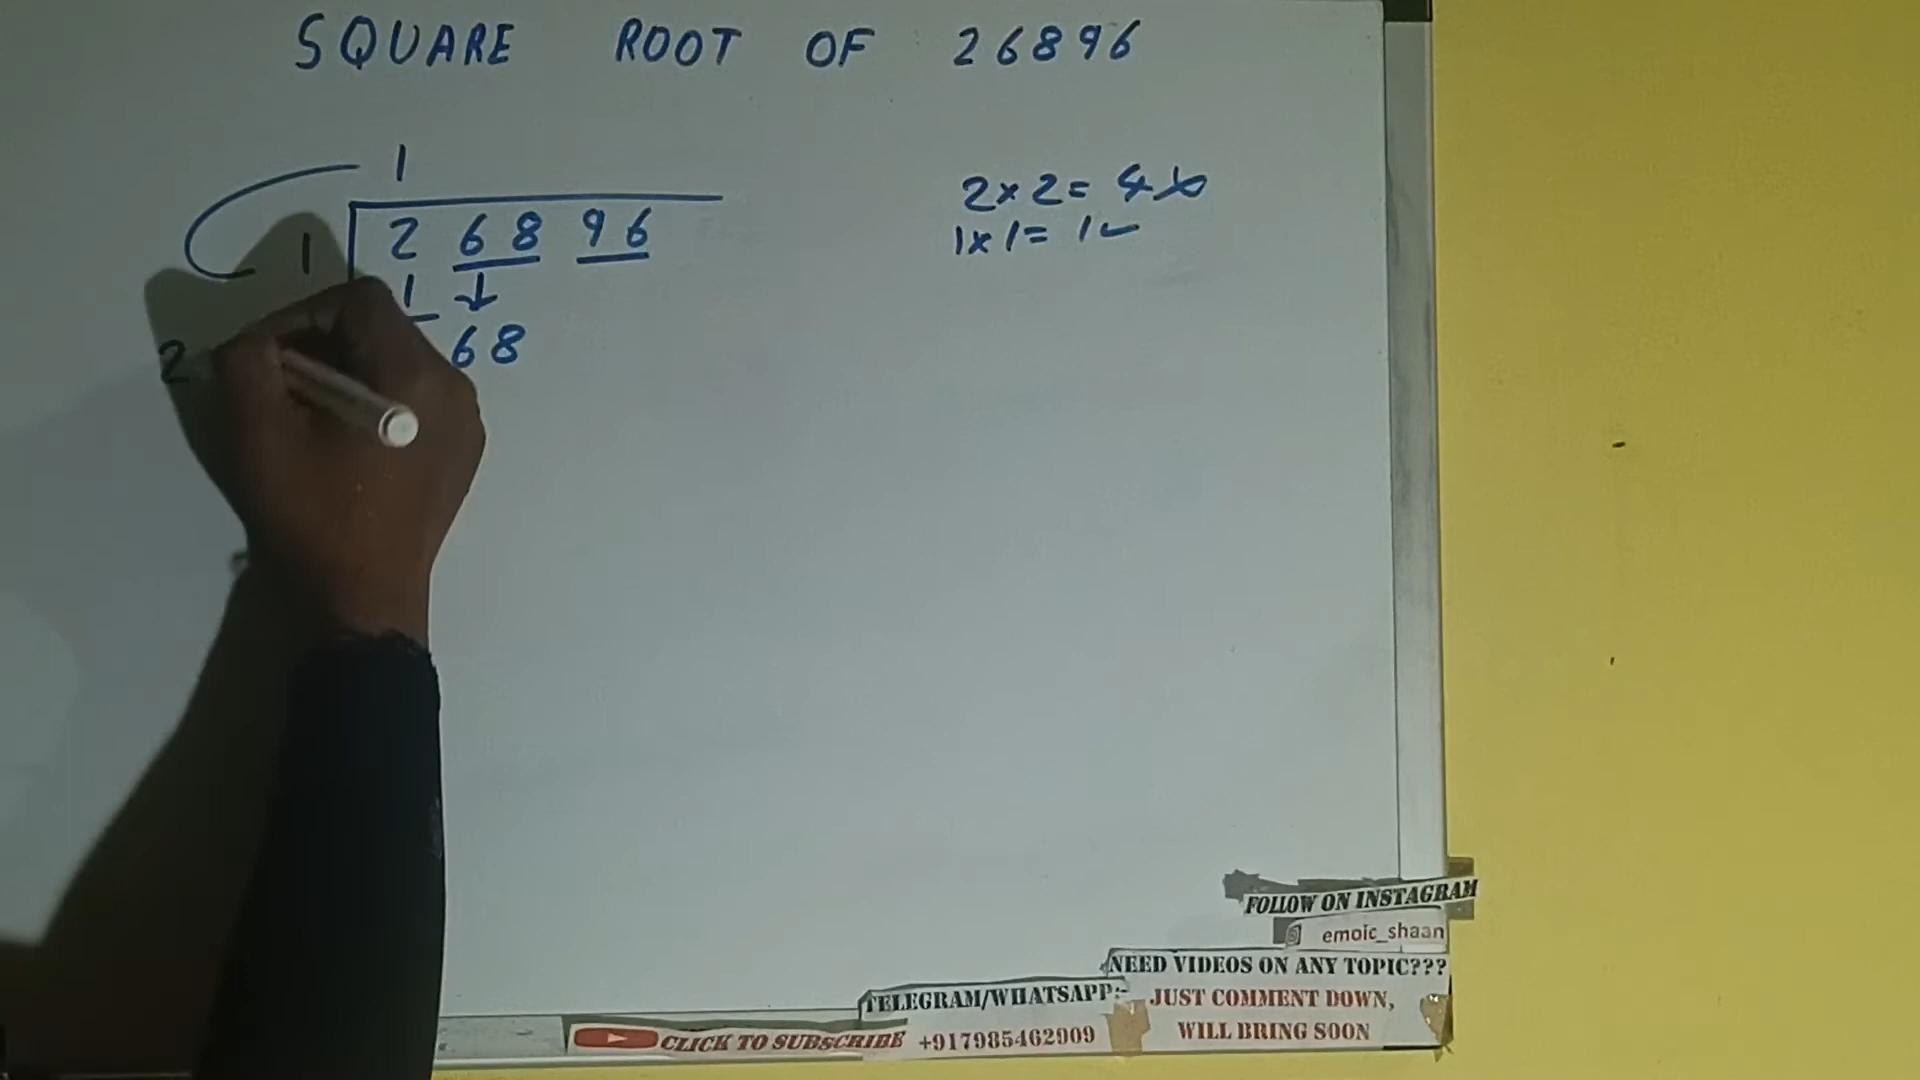 SQUARE ROOT OF 26896
1
2 × 2 = 4 ×
1 2 68 96
1 × 1 = 1 ✓
1 ↓
2 68
FOLLOW ON INSTAGRAM
emoic_shaan
NEED VIDEOS ON ANY TOPIC???
TELEGRAM/WHATSAPP:-
JUST COMMENT DOWN,
CLICK TO SUBSCRIBE
+917985462909
WILL BRING SOON